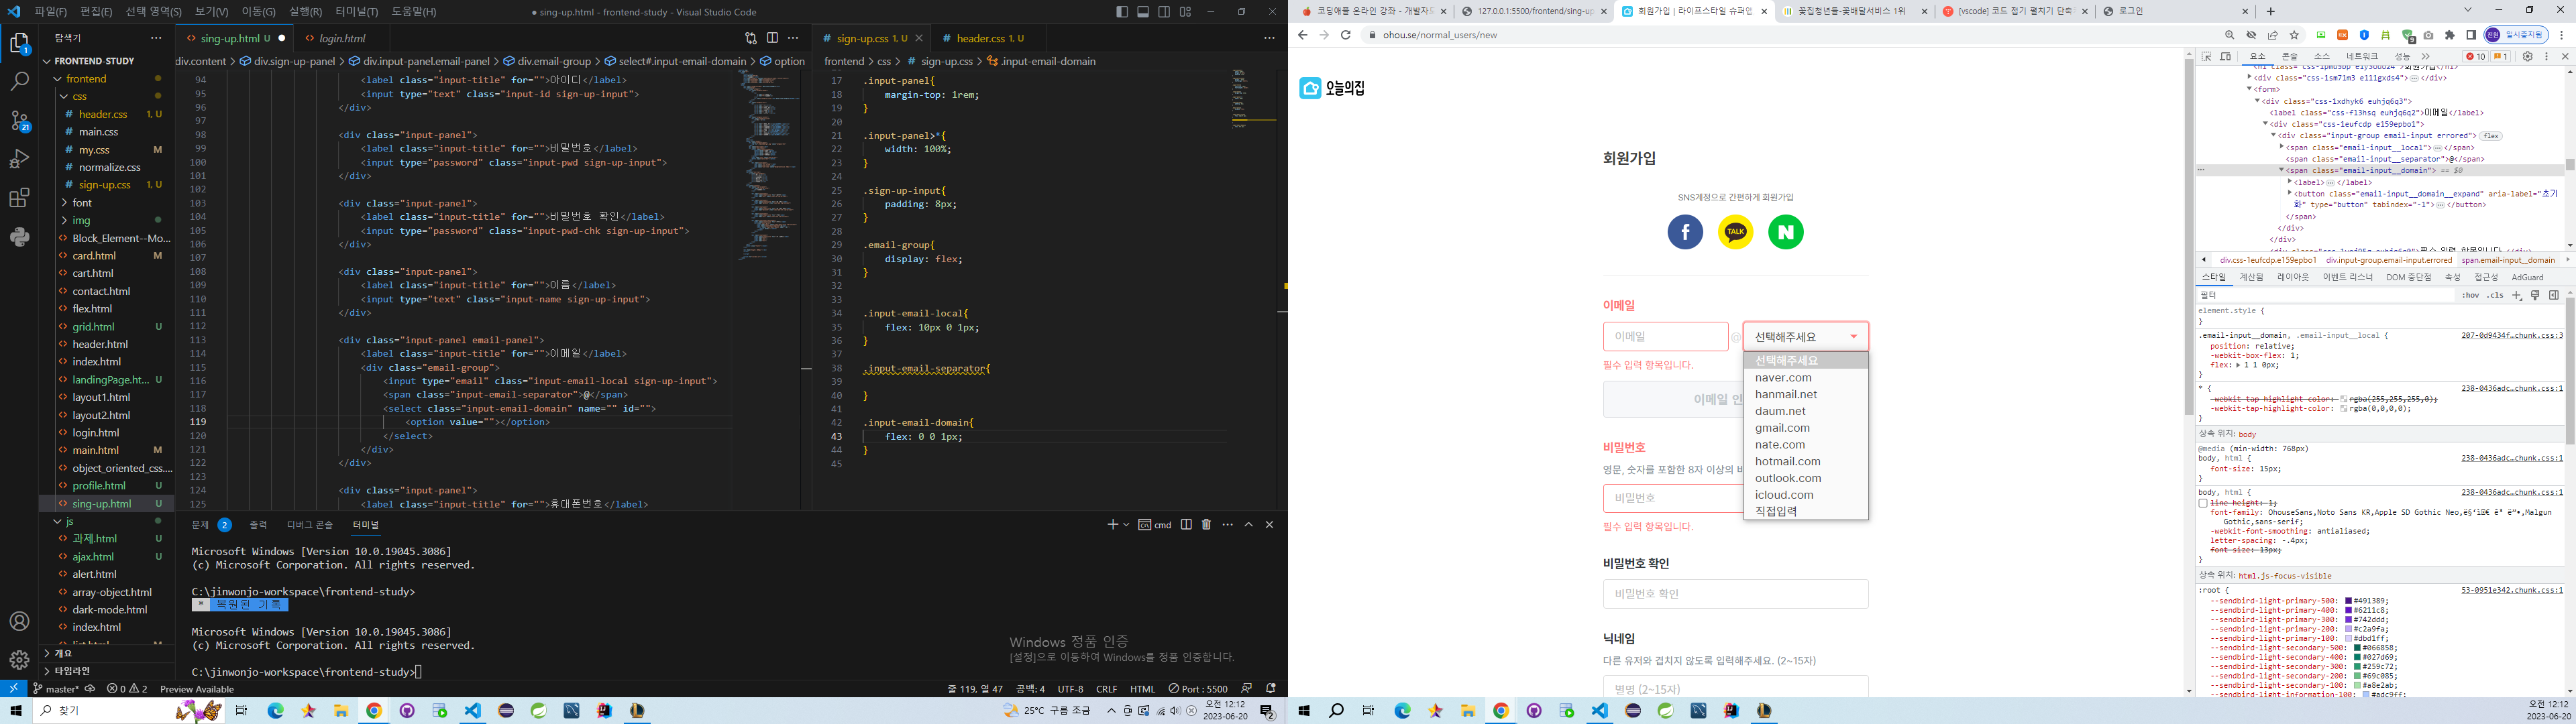 파일(F) 편집(E) 선택 영역(S) 보기(V) 이동(G) 실행(R) 터미널(T) 도움말(H)
● sing-up.html - frontend-study - Visual Studio Code
탐색기
FRONTEND-STUDY
frontend
css
header.css 1, U
main.css
my.css M
normalize.css
sign-up.css 1, U
font
img
Block_Element--Mo...
card.html M
cart.html
contact.html
flex.html
grid.html U
header.html
index.html
landingPage.ht... U
layout1.html
layout2.html
login.html
main.html M
object_oriented_css....
profile.html U
sing-up.html U
js
과제.html U
ajax.html U
alert.html
array-object.html
dark-mode.html
index.html
개요
타임라인
sing-up.html U
login.html
div.content > div.sign-up-panel > div.input-panel.email-panel > div.email-group > select#.input-email-domain > option
94 <label class="input-title" for="">아이디</label>
95 <input type="text" class="input-id sign-up-input">
96 </div>
97
98 <div class="input-panel">
99 <label class="input-title" for="">비밀번호</label>
100 <input type="password" class="input-pwd sign-up-input">
101 </div>
102
103 <div class="input-panel">
104 <label class="input-title" for="">비밀번호 확인</label>
105 <input type="password" class="input-pwd-chk sign-up-input">
106 </div>
107
108 <div class="input-panel">
109 <label class="input-title" for="">이름</label>
110 <input type="text" class="input-name sign-up-input">
111 </div>
112
113 <div class="input-panel email-panel">
114 <label class="input-title" for="">이메일</label>
115 <div class="email-group">
116 <input type="email" class="input-email-local sign-up-input">
117 <span class="input-email-separator">@</span>
118 <select class="input-email-domain" name="" id="">
119 <option value=""></option>
120 </select>
121 </div>
122 </div>
123
124 <div class="input-panel">
125 <label class="input-title" for="">휴대폰번호</label>
sign-up.css 1, U
header.css 1, U
frontend > css > sign-up.css > .input-email-domain
17 .input-panel{
18 margin-top: 1rem;
19 }
20
21 .input-panel>*{
22 width: 100%;
23 }
24
25 .sign-up-input{
26 padding: 8px;
27 }
28
29 .email-group{
30 display: flex;
31 }
32
33
34 .input-email-local{
35 flex: 10px 0 1px;
36 }
37
38 .input-email-separator{
39
40 }
41
42 .input-email-domain{
43 flex: 0 0 1px;
44 }
45
문제 2 출력 디버그 콘솔 터미널
cmd
Microsoft Windows [Version 10.0.19045.3086]
(c) Microsoft Corporation. All rights reserved.
C:\jinwonjo-workspace\frontend-study>
* 복원된 기록
Microsoft Windows [Version 10.0.19045.3086]
(c) Microsoft Corporation. All rights reserved.
C:\jinwonjo-workspace\frontend-study>
Windows 정품 인증
[설정]으로 이동하여 Windows를 정품 인증합니다.
master* 0 2 Preview Available
줄 119, 열 47 공백: 4 UTF-8 CRLF HTML Port : 5500
찾기
25°C 구름 조금
오전 12:12
2023-06-20
코딩애플 온라인 강좌 - 개발자도
127.0.0.1:5500/frontend/sing-up
회원가입 | 라이프스타일 슈퍼앱
꽃집청년들-꽃배달서비스 1위
[vscode] 코드 접기 펼치기 단축
로그인
ohou.se/normal_users/new
일시중지됨
오늘의집
회원가입
SNS계정으로 간편하게 회원가입
f TALK N
이메일
이메일 @ 선택해주세요
필수 입력 항목입니다.
선택해주세요
naver.com
hanmail.net
daum.net
gmail.com
nate.com
hotmail.com
outlook.com
icloud.com
직접입력
이메일 인
비밀번호
영문, 숫자를 포함한 8자 이상의 비
비밀번호
필수 입력 항목입니다.
비밀번호 확인
비밀번호 확인
닉네임
다른 유저와 겹치지 않도록 입력해주세요. (2~15자)
별명 (2~15자)
요소 콘솔 소스 네트워크 성능 10 1
<div class="css-1sm71m3 e1llgxds4">…</div>
<form>
<div class="css-1xdhyk6 euhjq6q3">
<label class="css-fl3hsq euhjq6q2">이메일</label>
<div class="css-1eufcdp e159epbo1">
<div class="input-group email-input errored"> flex
<span class="email-input__local">…</span>
<span class="email-input__separator">@</span>
<span class="email-input__domain"> == $0
<label>…</label>
<button class="email-input__domain__expand" aria-label="초기화" type="button" tabindex="-1">…</button>
</span>
</div>
</div>
div.css-1eufcdp.e159epbo1 div.input-group.email-input.errored span.email-input__domain
스타일 계산됨 레이아웃 이벤트 리스너 DOM 중단점 속성 접근성 AdGuard
필터 :hov .cls
element.style {
}
.email-input__domain, .email-input__local { 207-0d9434f…chunk.css:3
position: relative;
-webkit-box-flex: 1;
flex: 1 1 0px;
}
* { 238-0436adc…chunk.css:1
-webkit-tap-highlight-color: rgba(255,255,255,0);
-webkit-tap-highlight-color: rgba(0,0,0,0);
}
상속 위치: body
@media (min-width: 768px)
body, html { 238-0436adc…chunk.css:1
font-size: 15px;
}
body, html { 238-0436adc…chunk.css:1
line-height: 1;
font-family: OhouseSans,Noto Sans KR,Apple SD Gothic Neo,
Gothic,sans-serif;
-webkit-font-smoothing: antialiased;
letter-spacing: -.4px;
font-size: 13px;
}
상속 위치: html.js-focus-visible
:root { 53-0951e342.chunk.css:1
--sendbird-light-primary-500: #491389;
--sendbird-light-primary-400: #6211c8;
--sendbird-light-primary-300: #742ddd;
--sendbird-light-primary-200: #c2a9fa;
--sendbird-light-primary-100: #dbd1ff;
--sendbird-light-secondary-500: #066858;
--sendbird-light-secondary-400: #027d69;
--sendbird-light-secondary-300: #259c72;
--sendbird-light-secondary-200: #69c085;
--sendbird-light-secondary-100: #a8e2ab;
--sendbird-light-information-100: #adc9ff;
오전 12:12
2023-06-20